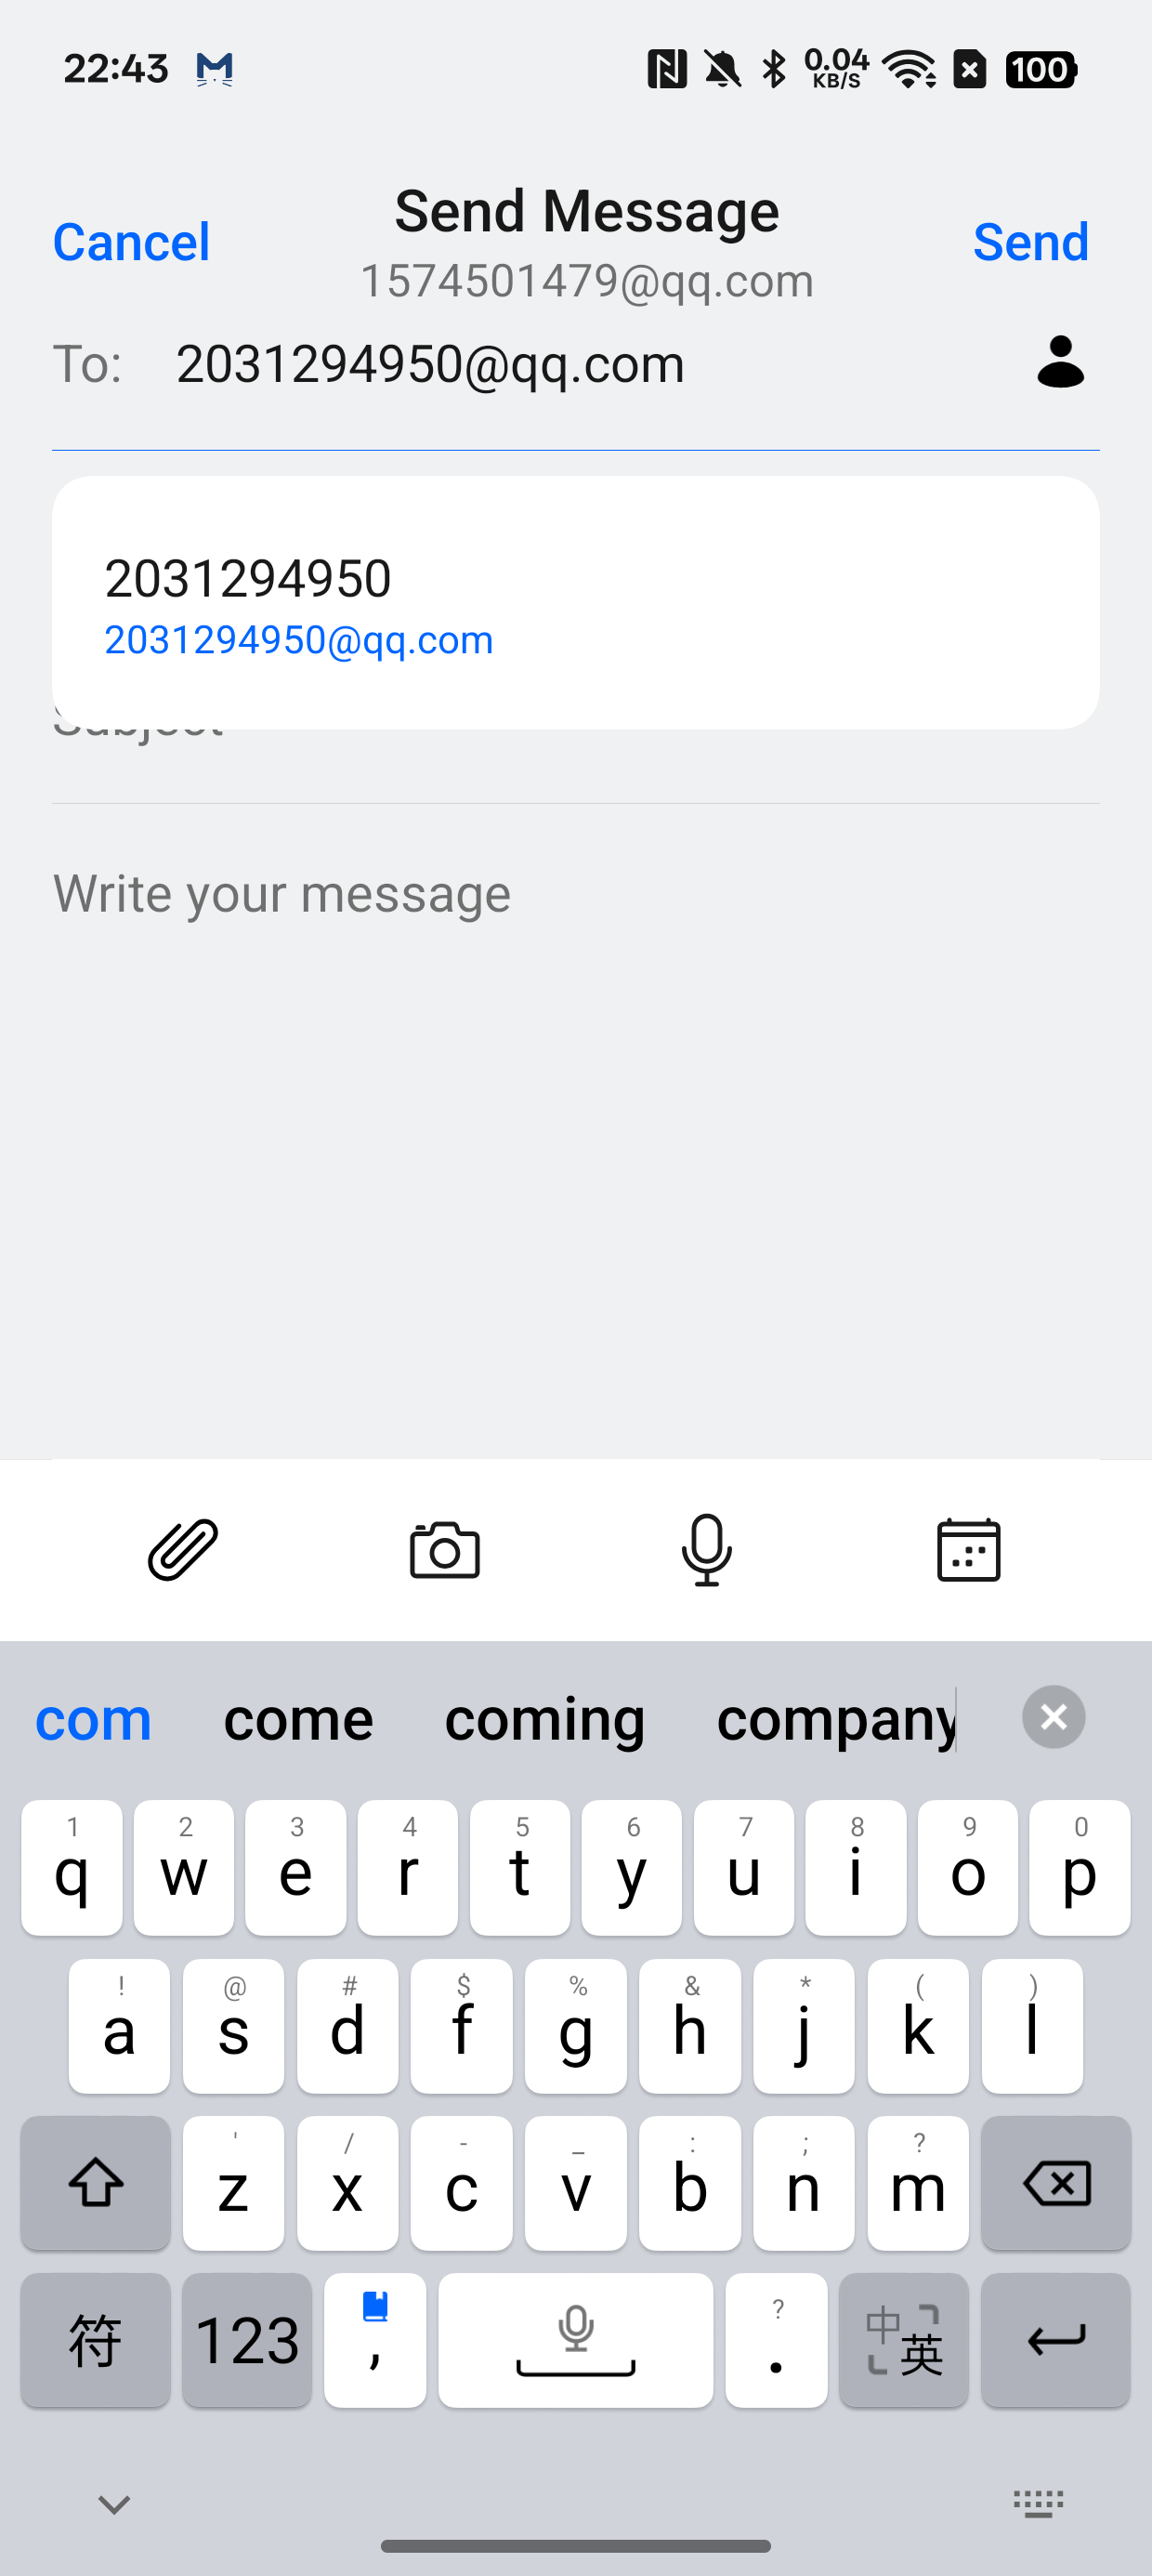 22:43
0.04
KB/S
100
Cancel
Send Message
Send
1574501479@qq.com
To:
2031294950@qq.com
2031294950
2031294950@qq.com
Subject
Write your message
com come coming company
1 2 3 4 5 6 7 8 9 0
q w e r t y u i o p
! @ # $ % & * ( )
a s d f g h j k l
' / - _ : ; ?
z x c v b n m
符 123 , ? . 中 英